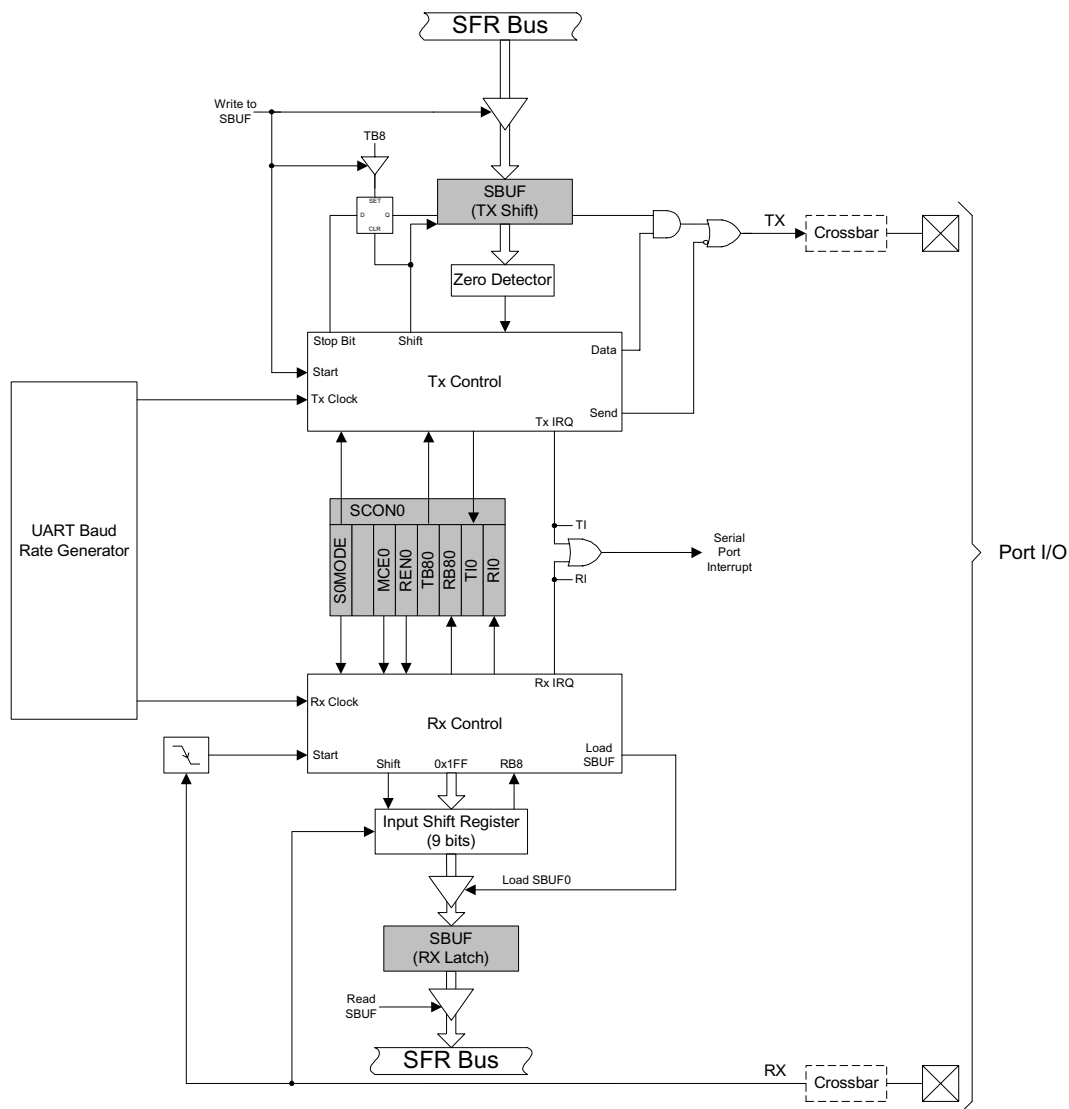 SFR Bus
Write to
SBUF
TB8
SET
D
Q
CLR
SBUF
(TX Shift)
TX
Crossbar
Zero Detector
Stop Bit
Shift
Data
Start
Tx Control
Tx Clock
Send
Tx IRQ
UART Baud
Rate Generator
SCON0
S0MODE
MCE0
REN0
TB80
RB80
TI0
RI0
TI
RI
Serial
Port
Interrupt
Port I/O
Rx IRQ
Rx Clock
Rx Control
Start
Load
SBUF
Shift
0x1FF
RB8
Input Shift Register
(9 bits)
Load SBUF0
SBUF
(RX Latch)
Read
SBUF
SFR Bus
RX
Crossbar